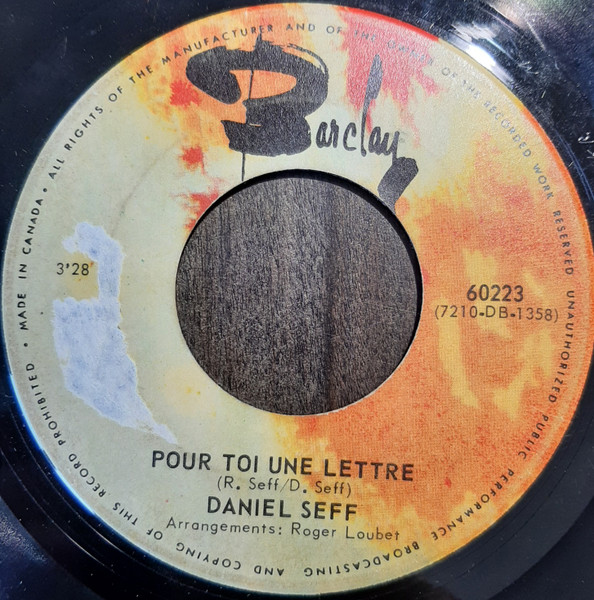 Barclay
MADE IN CANADA • ALL RIGHTS OF THE MANUFACTURER AND OF THE OWNER OF THE RECORDED WORK RESERVED UNAUTHORIZED PUBLIC PERFORMANCE BROADCASTING AND COPYING OF THIS RECORD PROHIBITED •
3'28
60223
(7210-DB-1358)
POUR TOI UNE LETTRE
(R. Seff/D. Seff)
DANIEL SEFF
Arrangements: Roger Loubet